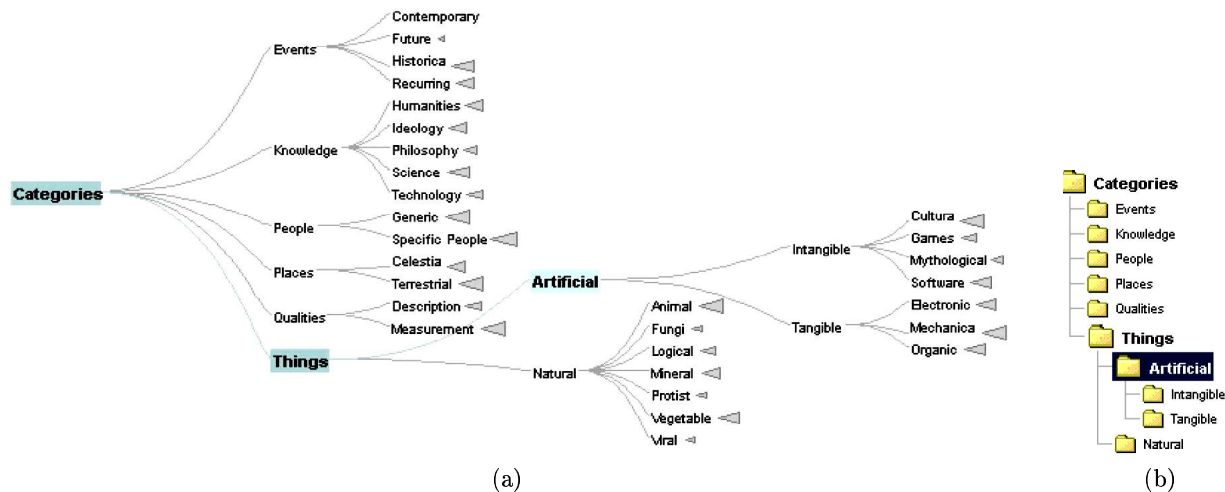 Categories
Events
Contemporary
Future
Historica
Recurring
Knowledge
Humanities
Ideology
Philosophy
Science
Technology
People
Generic
Specific People
Places
Celestia
Terrestrial
Qualities
Description
Measurement
Things
Artificial
Intangible
Cultura
Games
Mythological
Software
Tangible
Electronic
Mechanica
Organic
Natural
Animal
Fungi
Logical
Mineral
Protist
Vegetable
Viral
(a)
Categories
Events
Knowledge
People
Places
Qualities
Things
Artificial
Intangible
Tangible
Natural
(b)